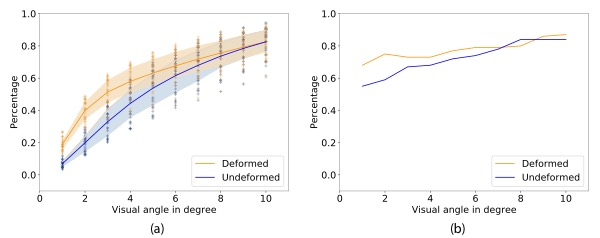 1.0
0.8
0.6
0.4
0.2
0.0
Percentage
0 2 4 6 8 10
Visual angle in degree
Deformed
Undeformed
(a)
1.0
0.8
0.6
0.4
0.2
0.0
Percentage
0 2 4 6 8 10
Visual angle in degree
Deformed
Undeformed
(b)